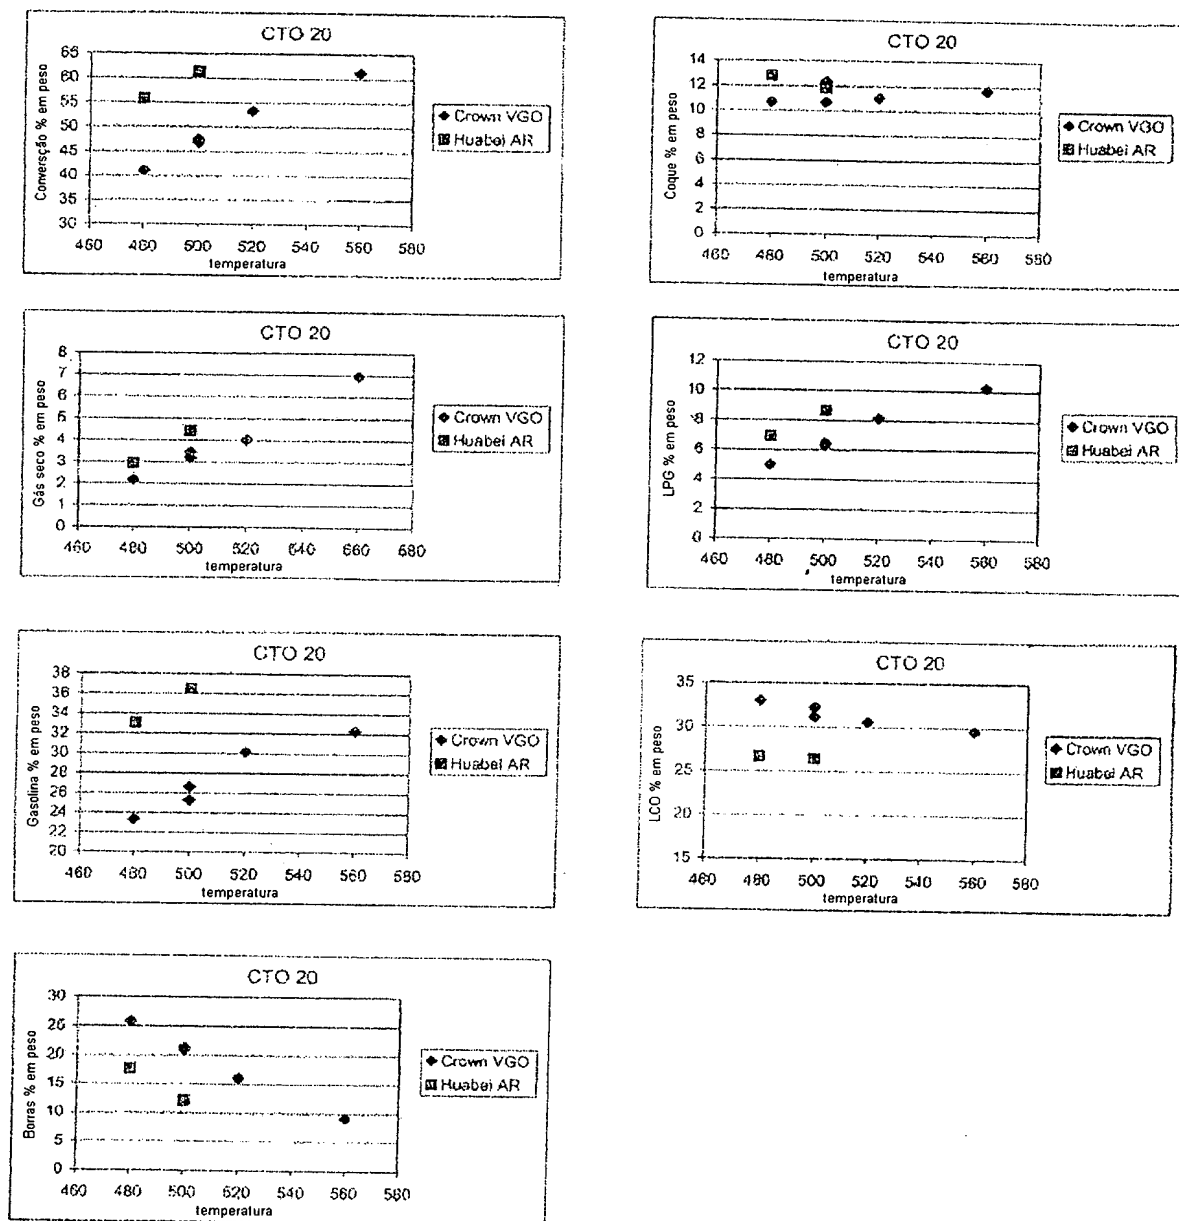 CTO 20
Converção % em peso
65
60
55
50
45
40
35
30
460 480 500 520 540 560 580
temperatura
Crown VGO
Huabei AR
CTO 20
Coque % em peso
14
12
10
8
6
4
2
0
460 480 500 520 540 560 580
temperatura
Crown VGO
Huabei AR
CTO 20
Gás seco % em peso
8
7
6
5
4
3
2
1
0
460 480 500 520 540 560 580
temperatura
Crown VGO
Huabei AR
CTO 20
LPG % em peso
12
10
8
6
4
2
0
460 480 500 520 540 560 580
temperatura
Crown VGO
Huabei AR
CTO 20
Gasolina % em peso
38
36
34
32
30
28
26
24
22
20
460 480 500 520 540 560 580
temperatura
Crown VGO
Huabei AR
CTO 20
LCO % em peso
35
30
25
20
15
460 480 500 520 540 560 580
temperatura
Crown VGO
Huabei AR
CTO 20
Borras % em peso
30
25
20
15
10
5
0
460 480 500 520 540 560 580
temperatura
Crown VGO
Huabei AR